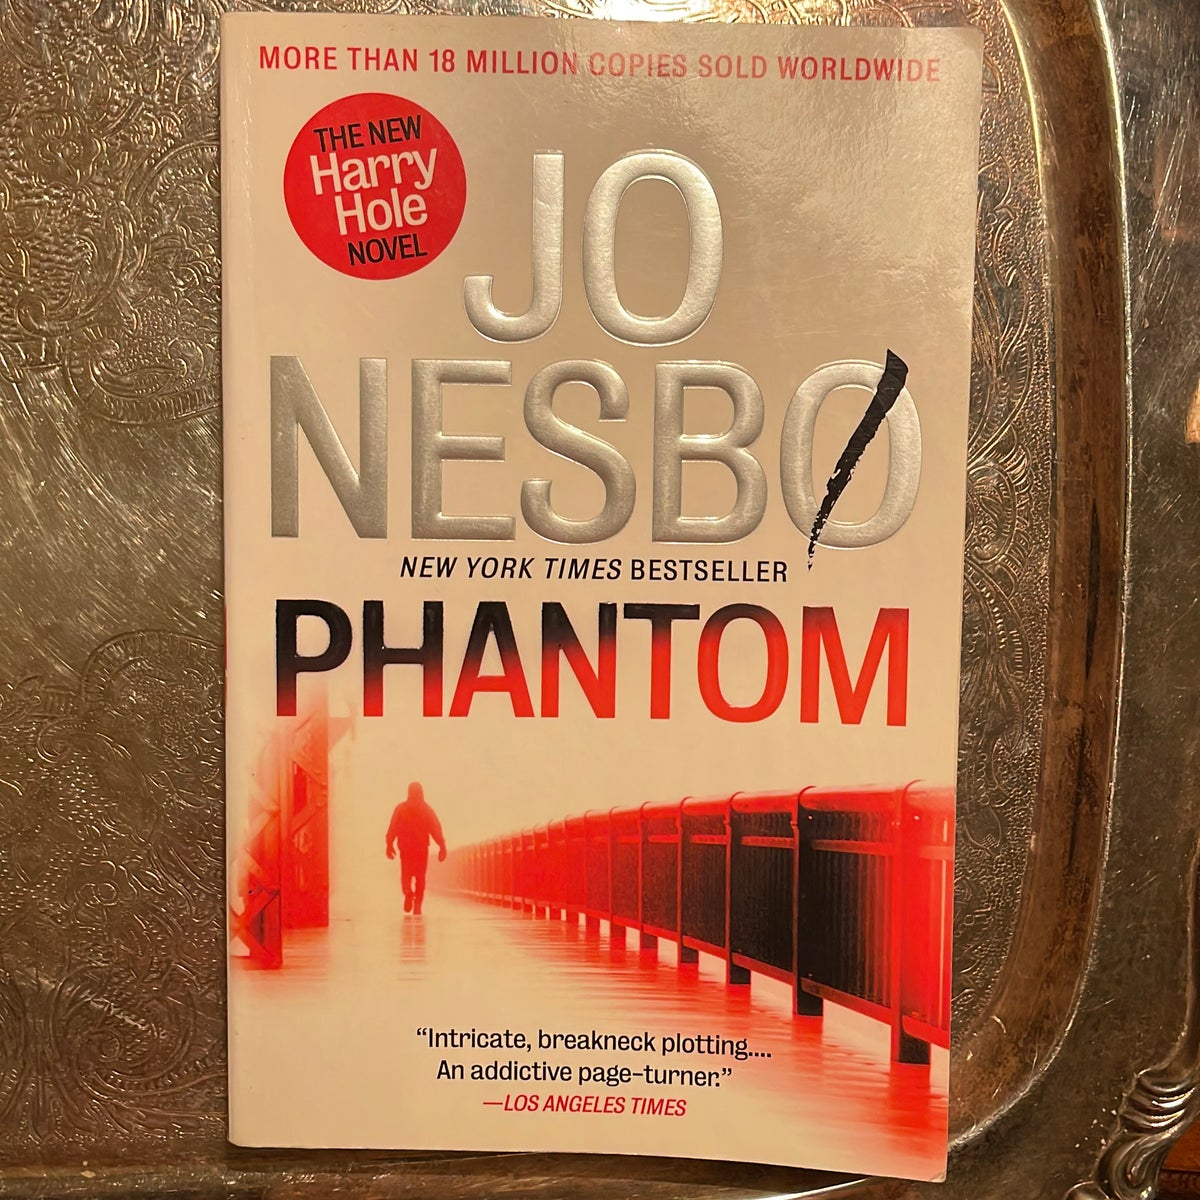 MORE THAN 18 MILLION COPIES SOLD WORLDWIDE
THE NEW
Harry
Hole
NOVEL
JO
NESBØ
NEW YORK TIMES BESTSELLER
PHANTOM
“Intricate, breakneck plotting....
An addictive page-turner.”
—LOS ANGELES TIMES